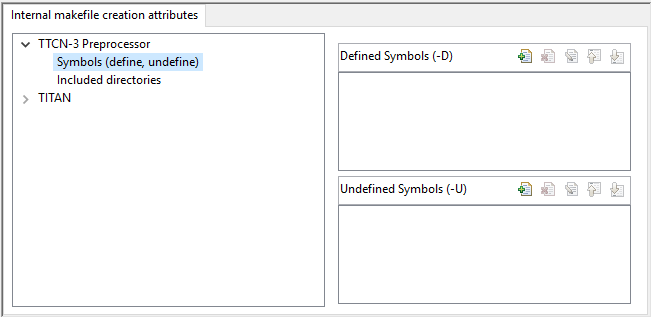 Internal makefile creation attributes
TTCN-3 Preprocessor
Symbols (define, undefine)
Included directories
TITAN
Defined Symbols (-D)
Undefined Symbols (-U)